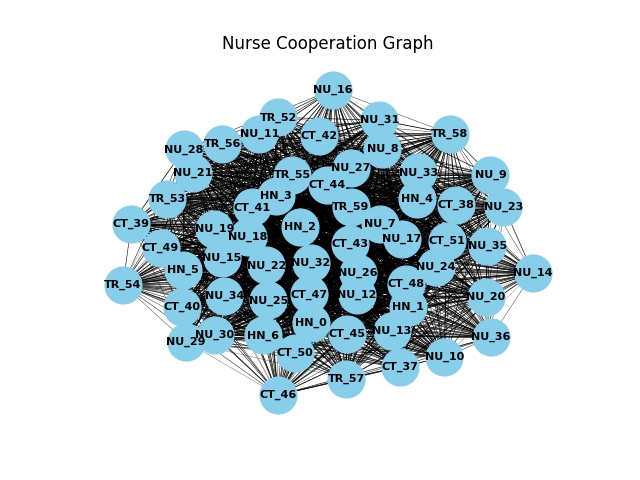 Nurse Cooperation Graph
NU_16
TR_52
NU_31
NU_11
TR_58
CT_42
TR_56
NU_28
NU_8
NU_27
NU_21
NU_33
TR_55
NU_9
CT_44
HN_3
TR_53
HN_4
CT_38
CT_41
TR_59
NU_23
CT_39
NU_7
HN_2
NU_19
NU_18
NU_17
CT_51
CT_43
NU_35
CT_49
NU_15
NU_32
NU_22
NU_24
HN_5
NU_26
NU_14
TR_54
CT_48
NU_34
CT_47
NU_12
NU_20
NU_25
CT_40
HN_1
HN_0
NU_13
CT_45
NU_30
HN_6
NU_36
NU_29
CT_50
NU_10
CT_37
TR_57
CT_46